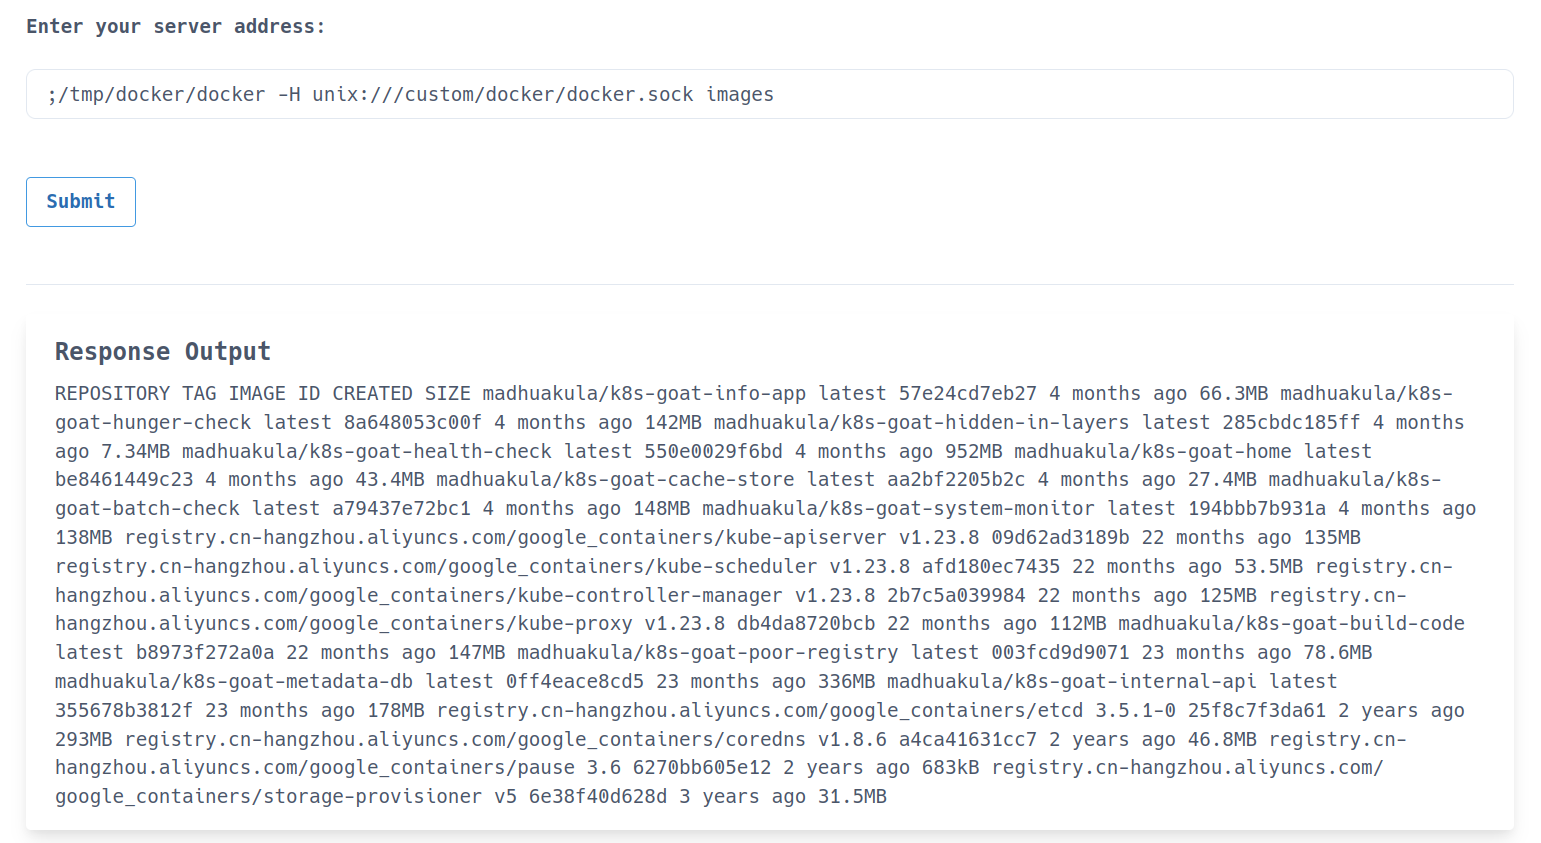 Enter your server address:
;/tmp/docker/docker -H unix:///custom/docker/docker.sock images
Submit
Response Output
REPOSITORY TAG IMAGE ID CREATED SIZE madhuakula/k8s-goat-info-app latest 57e24cd7eb27 4 months ago 66.3MB madhuakula/k8s-
goat-hunger-check latest 8a648053c00f 4 months ago 142MB madhuakula/k8s-goat-hidden-in-layers latest 285cbdc185ff 4 months
ago 7.34MB madhuakula/k8s-goat-health-check latest 550e0029f6bd 4 months ago 952MB madhuakula/k8s-goat-home latest
be8461449c23 4 months ago 43.4MB madhuakula/k8s-goat-cache-store latest aa2bf2205b2c 4 months ago 27.4MB madhuakula/k8s-
goat-batch-check latest a79437e72bc1 4 months ago 148MB madhuakula/k8s-goat-system-monitor latest 194bbb7b931a 4 months ago
138MB registry.cn-hangzhou.aliyuncs.com/google_containers/kube-apiserver v1.23.8 09d62ad3189b 22 months ago 135MB
registry.cn-hangzhou.aliyuncs.com/google_containers/kube-scheduler v1.23.8 afd180ec7435 22 months ago 53.5MB registry.cn-
hangzhou.aliyuncs.com/google_containers/kube-controller-manager v1.23.8 2b7c5a039984 22 months ago 125MB registry.cn-
hangzhou.aliyuncs.com/google_containers/kube-proxy v1.23.8 db4da8720bcb 22 months ago 112MB madhuakula/k8s-goat-build-code
latest b8973f272a0a 22 months ago 147MB madhuakula/k8s-goat-poor-registry latest 003fcd9d9071 23 months ago 78.6MB
madhuakula/k8s-goat-metadata-db latest 0ff4eace8cd5 23 months ago 336MB madhuakula/k8s-goat-internal-api latest
355678b3812f 23 months ago 178MB registry.cn-hangzhou.aliyuncs.com/google_containers/etcd 3.5.1-0 25f8c7f3da61 2 years ago
293MB registry.cn-hangzhou.aliyuncs.com/google_containers/coredns v1.8.6 a4ca41631cc7 2 years ago 46.8MB registry.cn-
hangzhou.aliyuncs.com/google_containers/pause 3.6 6270bb605e12 2 years ago 683kB registry.cn-hangzhou.aliyuncs.com/
google_containers/storage-provisioner v5 6e38f40d628d 3 years ago 31.5MB